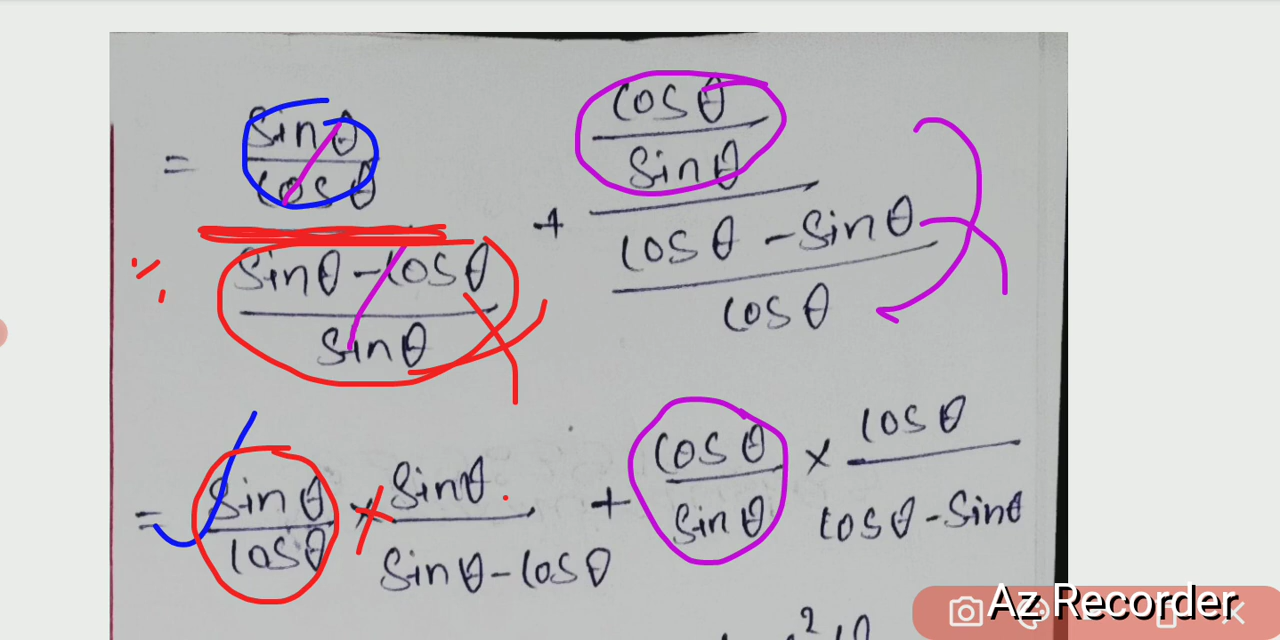 = sinθ/cosθ / (sinθ-cosθ)/sinθ + cosθ/sinθ / (cosθ-sinθ)/cosθ
= sinθ/cosθ × sinθ/sinθ-cosθ + cosθ/sinθ × cosθ/cosθ-sinθ
Az Recorder